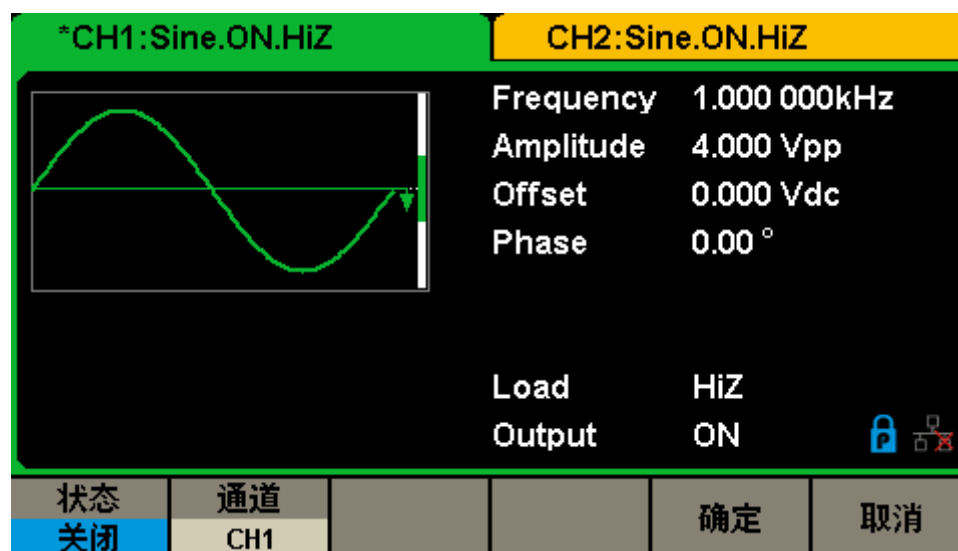 *CH1:Sine.ON.HiZ
CH2:Sine.ON.HiZ
Frequency 1.000 000kHz
Amplitude 4.000 Vpp
Offset 0.000 Vdc
Phase 0.00 °
Load HiZ
Output ON
状态 通道 确定 取消
关闭 CH1